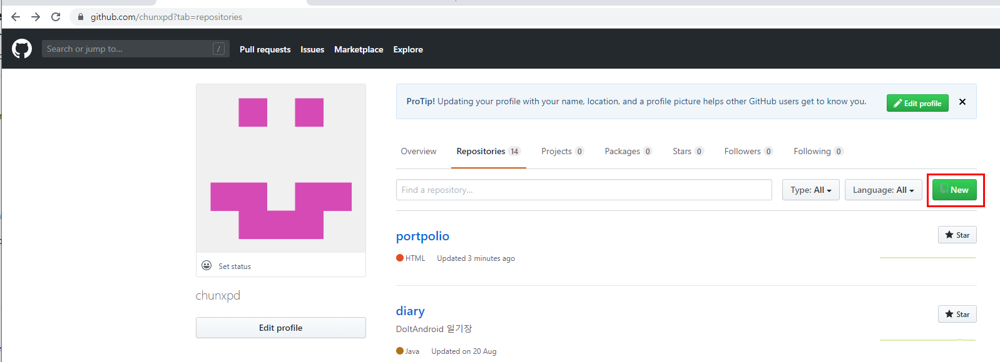 github.com/chunxpd?tab=repositories
Search or jump to... /
Pull requests Issues Marketplace Explore
ProTip! Updating your profile with your name, location, and a profile picture helps other GitHub users get to know you.
Edit profile
Overview Repositories 14 Projects 0 Packages 0 Stars 0 Followers 0 Following 0
Find a repository... Type: All Language: All New
portpolio
Star
HTML Updated 3 minutes ago
Set status
chunxpd
Edit profile
diary
Star
DoItAndroid 일기장
Java Updated on 20 Aug